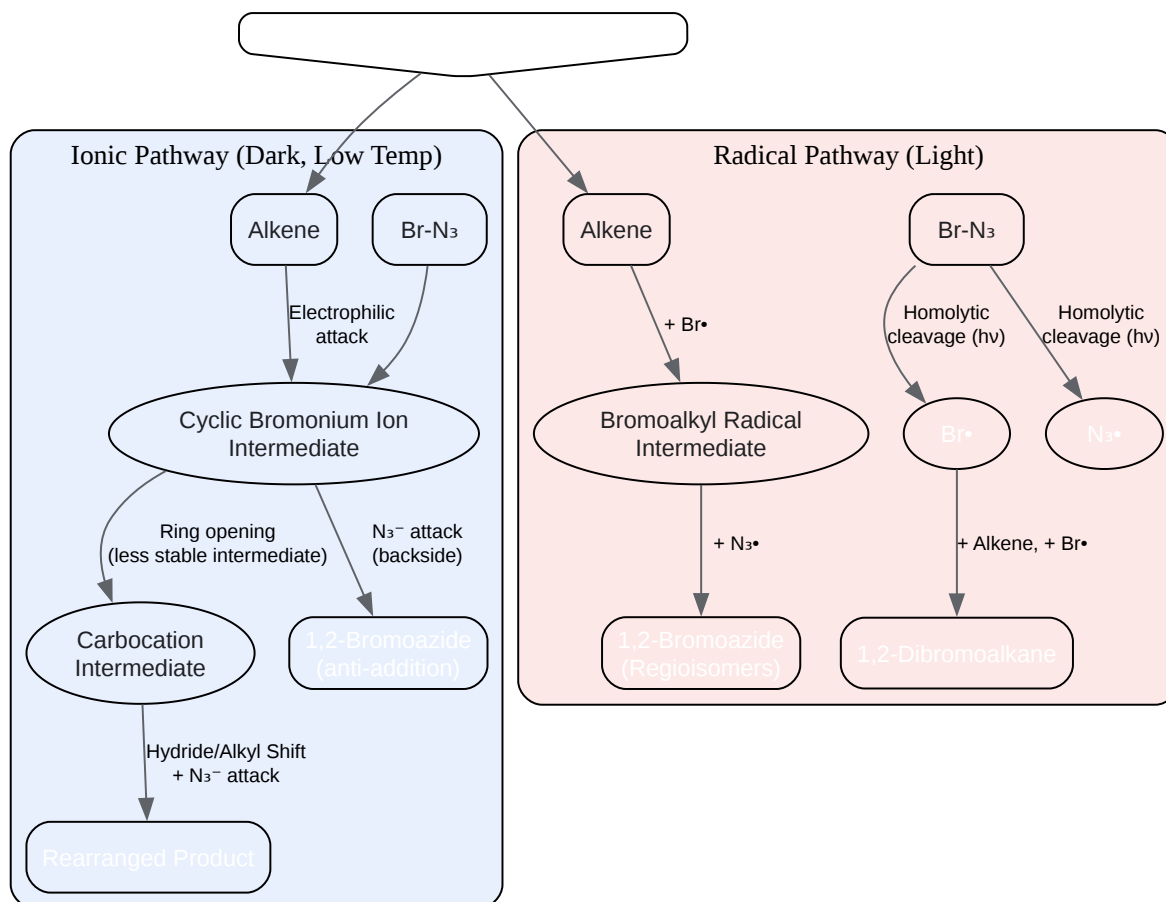 Ionic Pathway (Dark, Low Temp)
Radical Pathway (Light)
Alkene
Br-N₃
Alkene
Br-N₃
Electrophilic
attack
+ Br•
Homolytic
cleavage (hν)
Homolytic
cleavage (hν)
Cyclic Bromonium Ion
Intermediate
Bromoalkyl Radical
Intermediate
Br•
N₃•
Ring opening
(less stable intermediate)
N₃⁻ attack
(backside)
+ N₃•
+ Alkene, + Br•
Carbocation
Intermediate
1,2-Bromoazide
(anti-addition)
1,2-Bromoazide
(Regioisomers)
1,2-Dibromoalkane
Hydride/Alkyl Shift
+ N₃⁻ attack
Rearranged Product